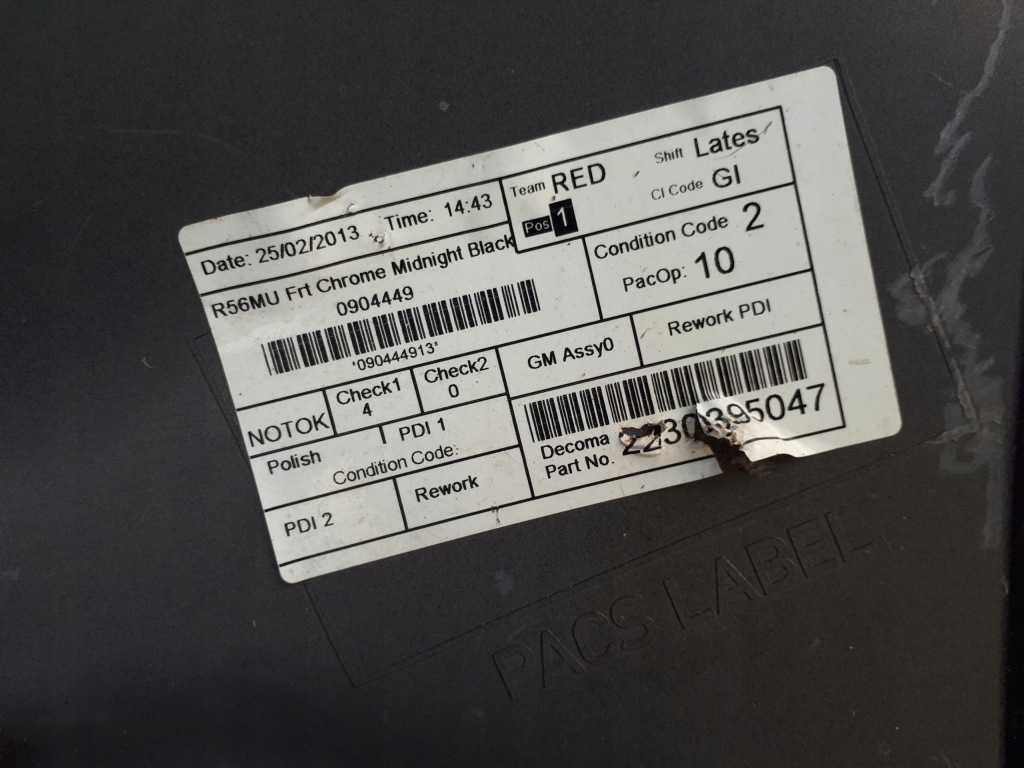 Date: 25/02/2013 Time: 14:43
Team RED Shift Lates
Pos 1 CI Code GI
R56MU Frt Chrome Midnight Black
0904449
*090444913*
Condition Code 2
PacOp: 10
NOTOK Check1 4 Check2 0
GM Assy0 Rework PDI
Polish PDI 1
Condition Code:
PDI 2 Rework
Decoma
Part No.
PACS LABEL